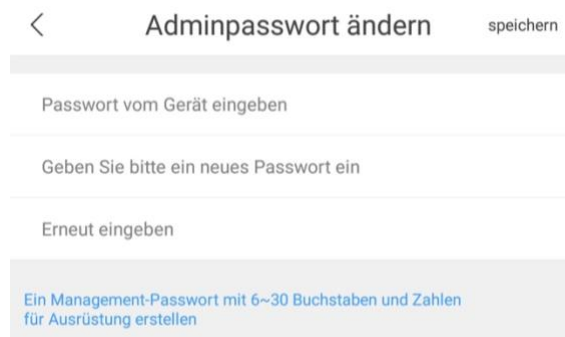 Adminpasswort ändern speichern
Passwort vom Gerät eingeben
Geben Sie bitte ein neues Passwort ein
Erneut eingeben
Ein Management-Passwort mit 6~30 Buchstaben und Zahlen
für Ausrüstung erstellen